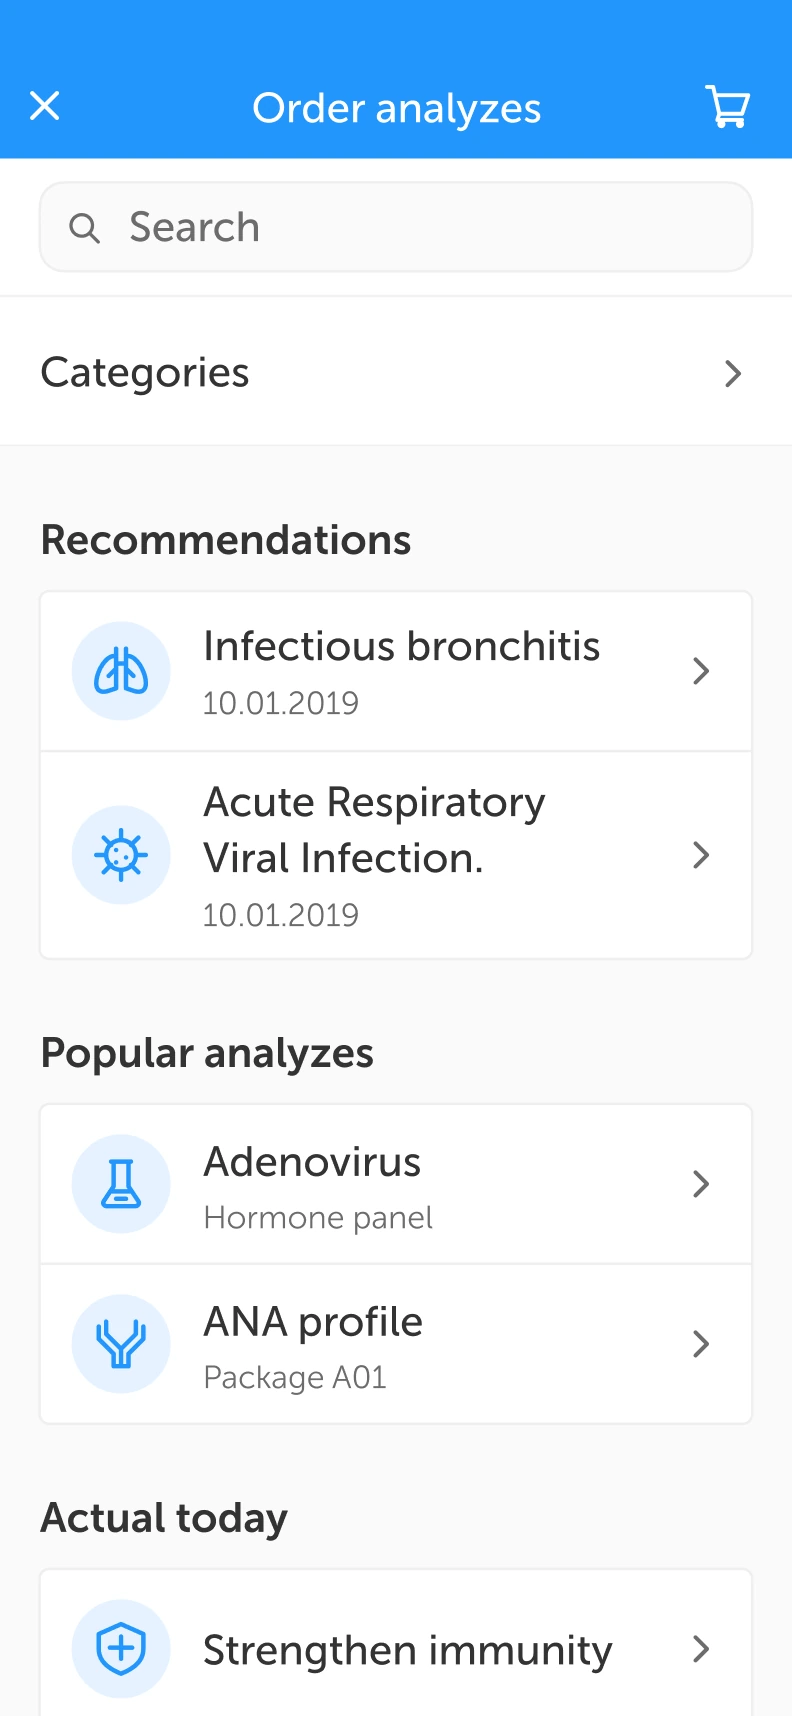 Order analyzes
Search
Categories
Recommendations
Infectious bronchitis
10.01.2019
Acute Respiratory
Viral Infection.
10.01.2019
Popular analyzes
Adenovirus
Hormone panel
ANA profile
Package A01
Actual today
Strengthen immunity